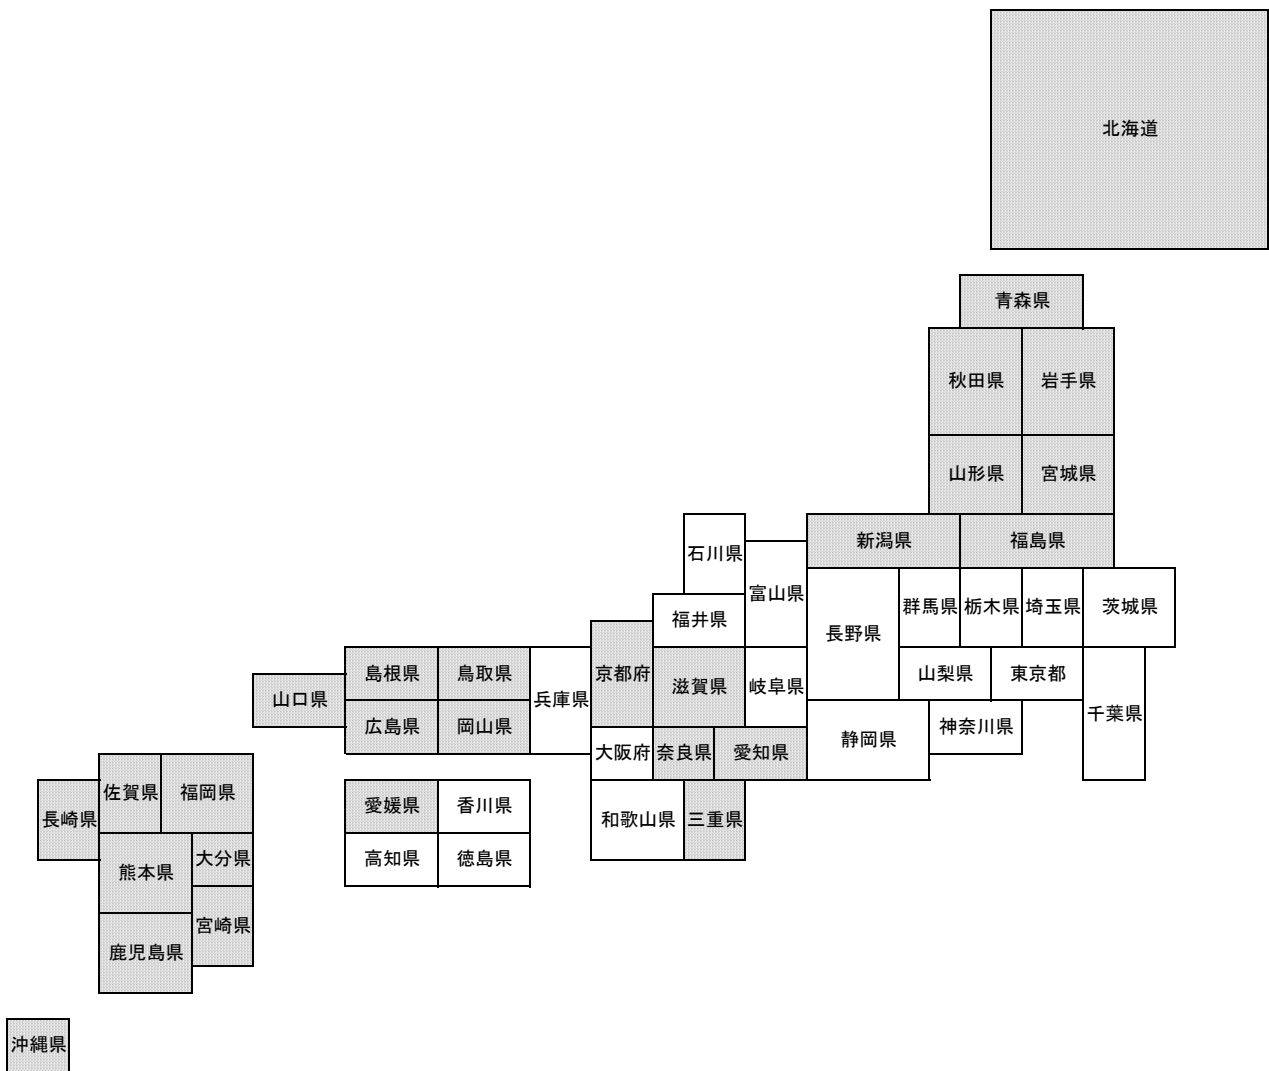 北海道
青森県
秋田県
岩手県
山形県
宮城県
新潟県
福島県
石川県
富山県
福井県
長野県
群馬県
栃木県
埼玉県
茨城県
島根県
鳥取県
兵庫県
京都府
滋賀県
岐阜県
山梨県
東京都
山口県
広島県
岡山県
静岡県
神奈川県
千葉県
大阪府
奈良県
愛知県
長崎県
佐賀県
福岡県
愛媛県
香川県
和歌山県
三重県
熊本県
大分県
高知県
徳島県
宮崎県
鹿児島県
沖縄県